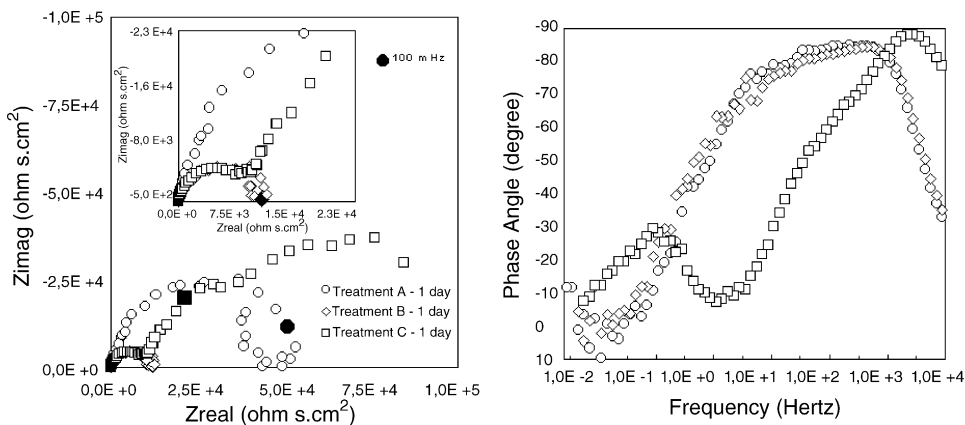 -1,0 E +5
-7,5E +4
-5,0E +4
-2,5E +4
0,0E +0
Zimag (ohm s.cm2)
0,0E +0
2,5E +4
5,0E +4
7,5E +4
1,0E +5
Zreal (ohm s.cm2)
-2,3 E +4
-1,6 E +4
-8,0 E +3
-5,0 E +2
Zimag (ohm s.cm2)
0,0E +0
7,5E +3
1,5E +4
2,3E +4
Zreal (ohm s.cm2)
100 m Hz
Treatment A - 1 day
Treatment B - 1 day
Treatment C - 1 day
-90
-80
-70
-60
-50
-40
-30
-20
-10
0
10
Phase Angle (degree)
1,0E -2
1,0E -1
1,0E +0
1,0E +1
1,0E +2
1,0E +3
1,0E +4
Frequency (Hertz)